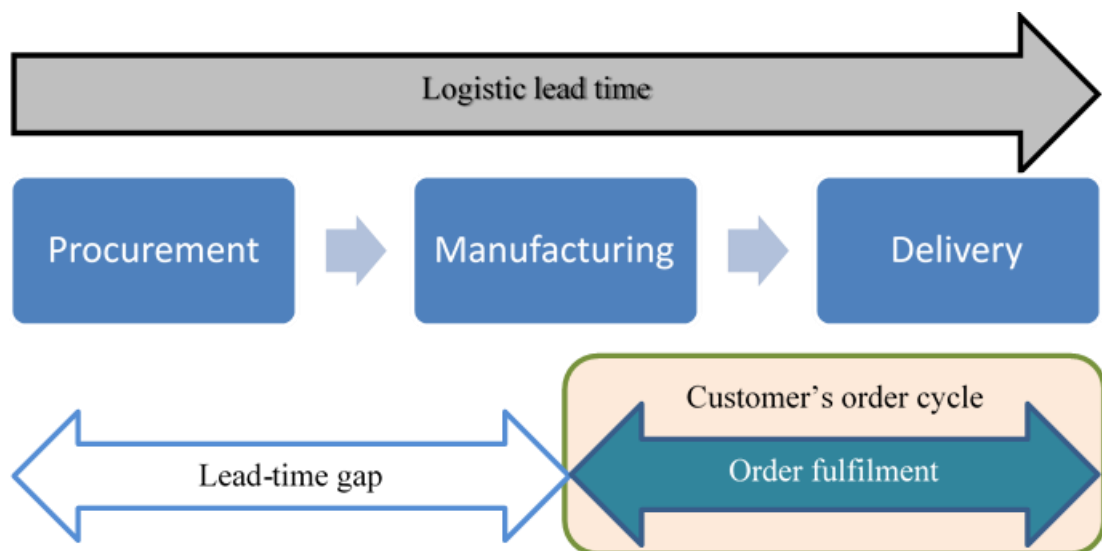 Logistic lead time
Procurement
Manufacturing
Delivery
Customer’s order cycle
Lead-time gap
Order fulfilment